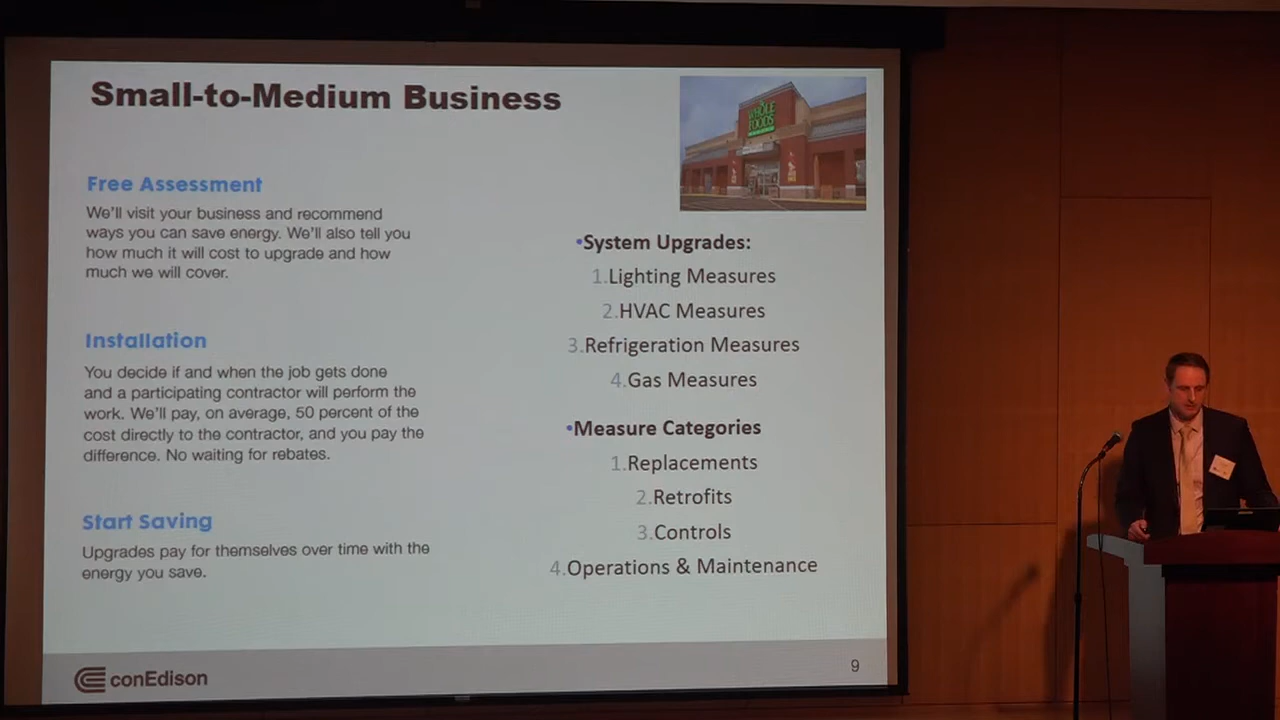 Small-to-Medium Business
WHOLE
FOODS
Free Assessment
We'll visit your business and recommend
ways you can save energy. We'll also tell you
how much it will cost to upgrade and how
much we will cover.
Installation
You decide if and when the job gets done
and a participating contractor will perform the
work. We'll pay, on average, 50 percent of the
cost directly to the contractor, and you pay the
difference. No waiting for rebates.
Start Saving
Upgrades pay for themselves over time with the
energy you save.
•System Upgrades:
1.Lighting Measures
2.HVAC Measures
3.Refrigeration Measures
4.Gas Measures
•Measure Categories
1.Replacements
2.Retrofits
3.Controls
4.Operations & Maintenance
conEdison
9